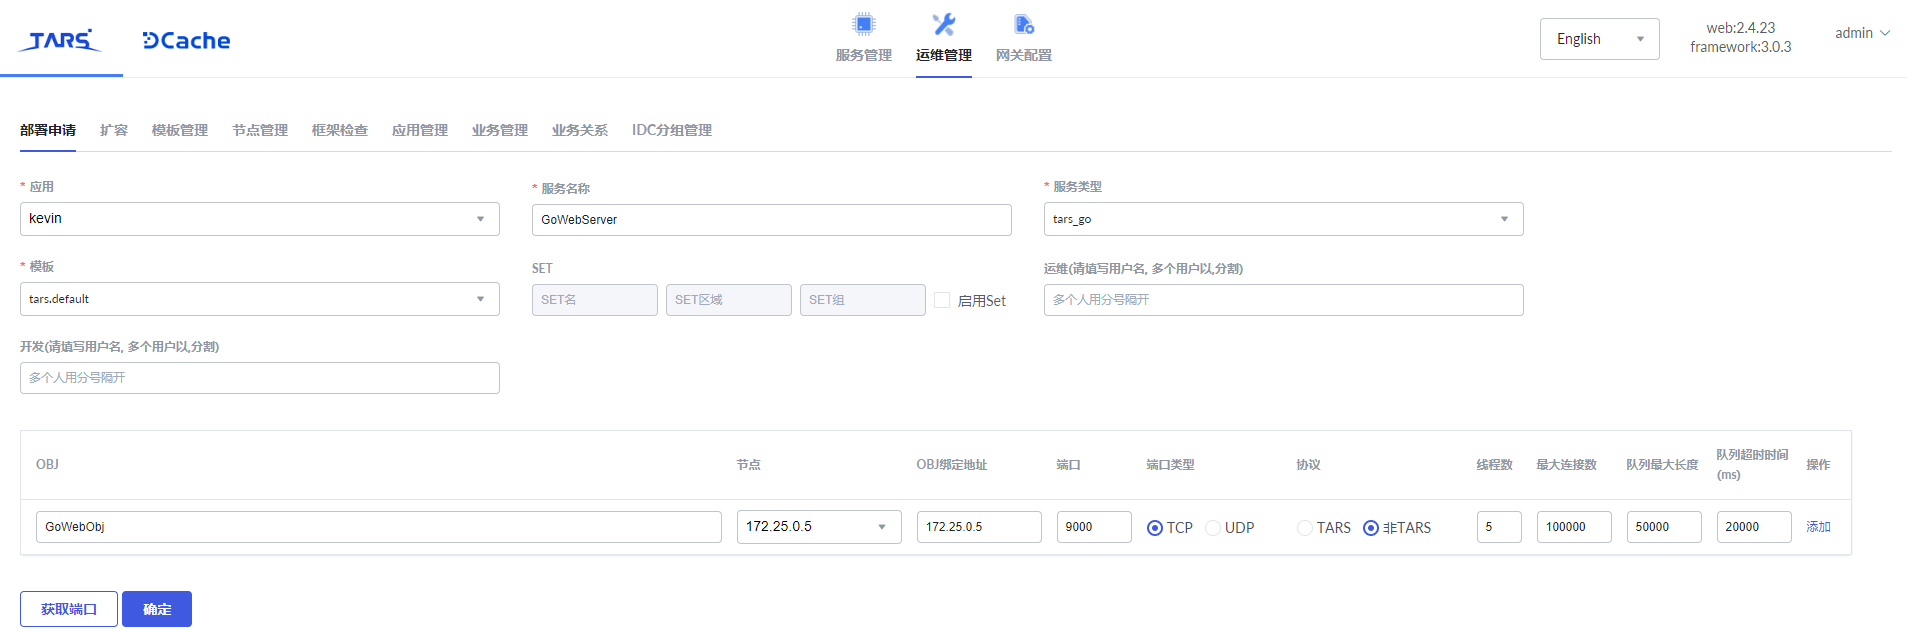 TARS
DCache
服务管理
运维管理
网关配置
English
web:2.4.23
framework:3.0.3
admin
部署申请
扩容
模板管理
节点管理
框架检查
应用管理
业务管理
业务关系
IDC分组管理
* 应用
* 服务名称
* 服务类型
kevin
GoWebServer
tars_go
* 模板
SET
运维(请填写用户名, 多个用户以,分割)
tars.default
SET名
SET区域
SET组
启用Set
多个人用分号隔开
开发(请填写用户名, 多个用户以,分割)
多个人用分号隔开
OBJ
节点
OBJ绑定地址
端口
端口类型
协议
线程数
最大连接数
队列最大长度
队列超时时间
(ms)
操作
GoWebObj
172.25.0.5
172.25.0.5
9000
TCP
UDP
TARS
非TARS
5
100000
50000
20000
添加
获取端口
确定